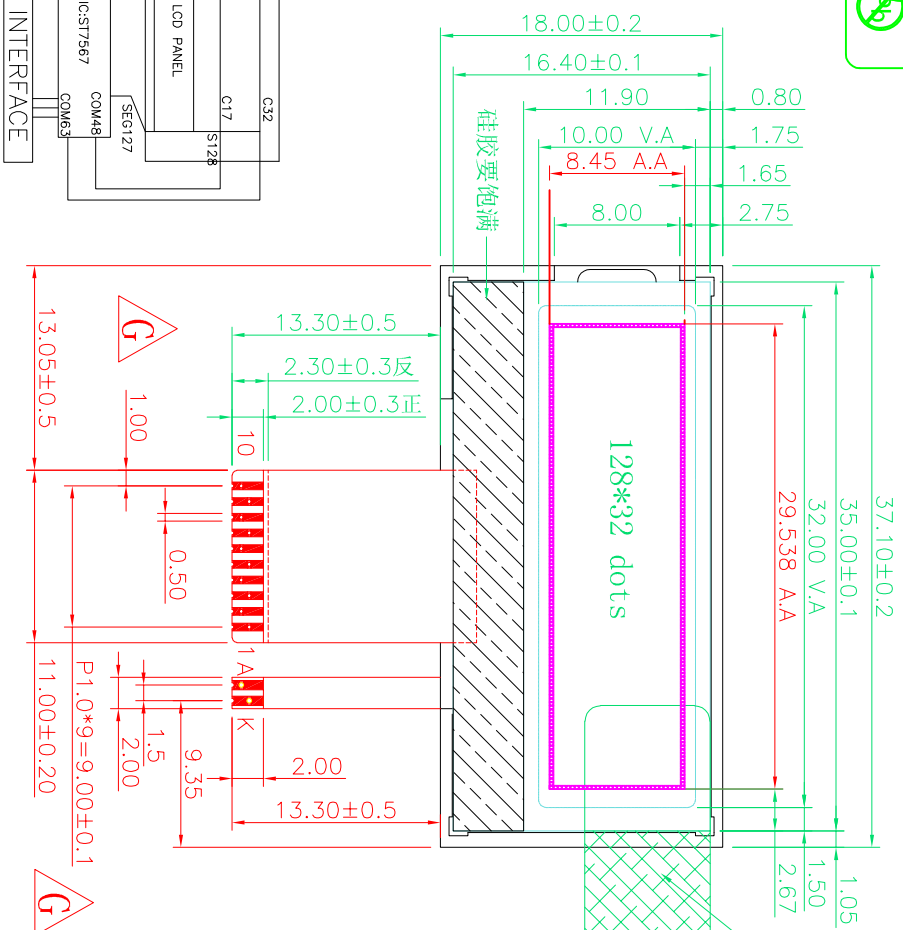 Pb
INTERFACE
IC:ST7567
LCD PANEL
COM63
COM48
SEG127
S128
C17
C32
18.00±0.2
16.40±0.1
11.90
0.80
10.00 V.A
1.75
8.45 A.A
1.65
8.00
2.75
硅胶要饱满
37.10±0.2
35.00±0.1
32.00 V.A
29.538 A.A
128*32 dots
13.30±0.5
2.30±0.3反
2.00±0.3正
G
13.05±0.5
1.00
10
0.50
1
A
K
11.00±0.20
P1.0*9=9.00±0.1
1.5
2.00
9.35
2.00
13.30±0.5
1.05
1.50
2.67
G